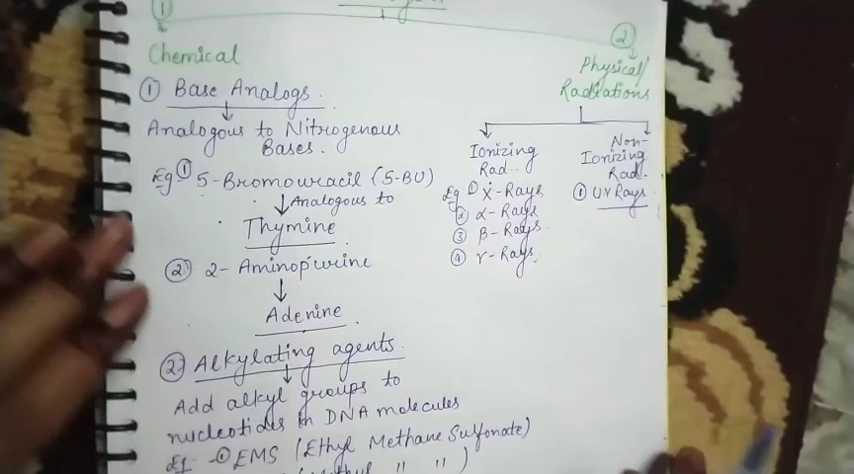 ①
Chemical
① Base Analogs.
Analogous to Nitrogenous
Bases.
Eg ① 5-Bromouracil (5-BU)
↓ Analogous to
Thymine
② 2- Aminopurine
↓
Adenine
② Alkylating agents.
Add alkyl groups to
nucleotides in DNA molecules
Eg- ① EMS (Ethyl Methane Sulfonate)
" " )
②
Physical/
Radiations
Ionizing
Rad..
Eg ① X-Rays
② α-Rays
③ β-Rays
④ γ-Rays.
Non-
Ionizing
Rad.
① UV Rays